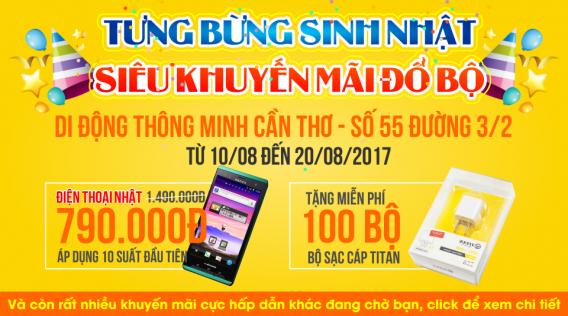 TƯNG BỪNG SINH NHẬT
SIÊU KHUYẾN MÃI ĐỔ BỘ
DI ĐỘNG THÔNG MINH CẦN THƠ - SỐ 55 ĐƯỜNG 3/2
TỪ 10/08 ĐẾN 20/08/2017
ĐIỆN THOẠI NHẬT 1.490.000Đ
790.000Đ
ÁP DỤNG 10 SUẤT ĐẦU TIÊN
TẶNG MIỄN PHÍ
100 BỘ
BỘ SẠC CÁP TITAN
Và còn rất nhiều khuyến mãi cực hấp dẫn khác đang chờ bạn, click để xem chi tiết